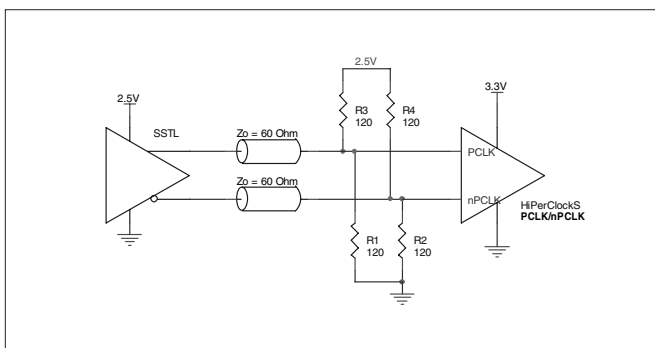 2.5V
3.3V
2.5V
R3
120
R4
120
SSTL
Zo = 60 Ohm
PCLK
Zo = 60 Ohm
nPCLK
HiPerClockS
PCLK/nPCLK
R1
120
R2
120